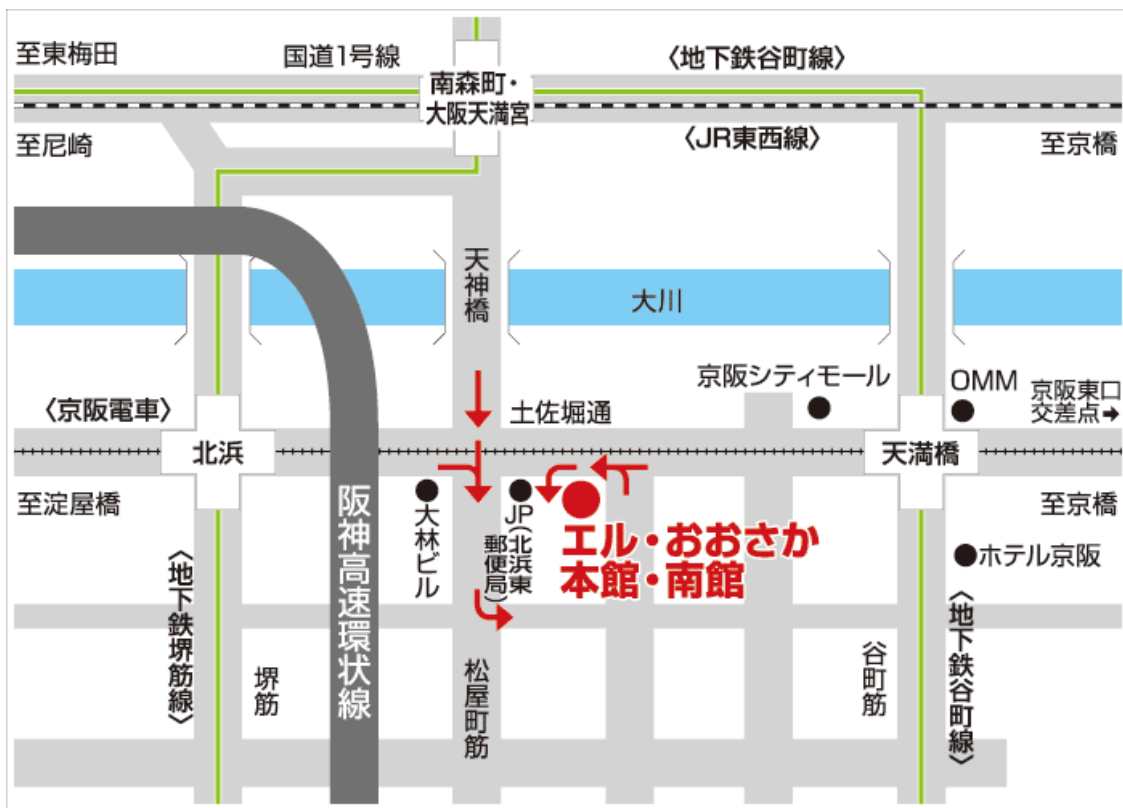 至東梅田
国道1号線
〈地下鉄谷町線〉
南森町・
大阪天満宮
至尼崎
〈JR東西線〉
至京橋
天神橋
大川
京阪シティモール
OMM
京阪東口
交差点➡
〈京阪電車〉
土佐堀通
北浜
天満橋
至淀屋橋
至京橋
大林ビル
JP(北浜東
郵便局)
エル・おおさか
本館・南館
ホテル京阪
阪神高速環状線
〈地下鉄堺筋線〉
堺筋
松屋町筋
谷町筋
〈地下鉄谷町線〉